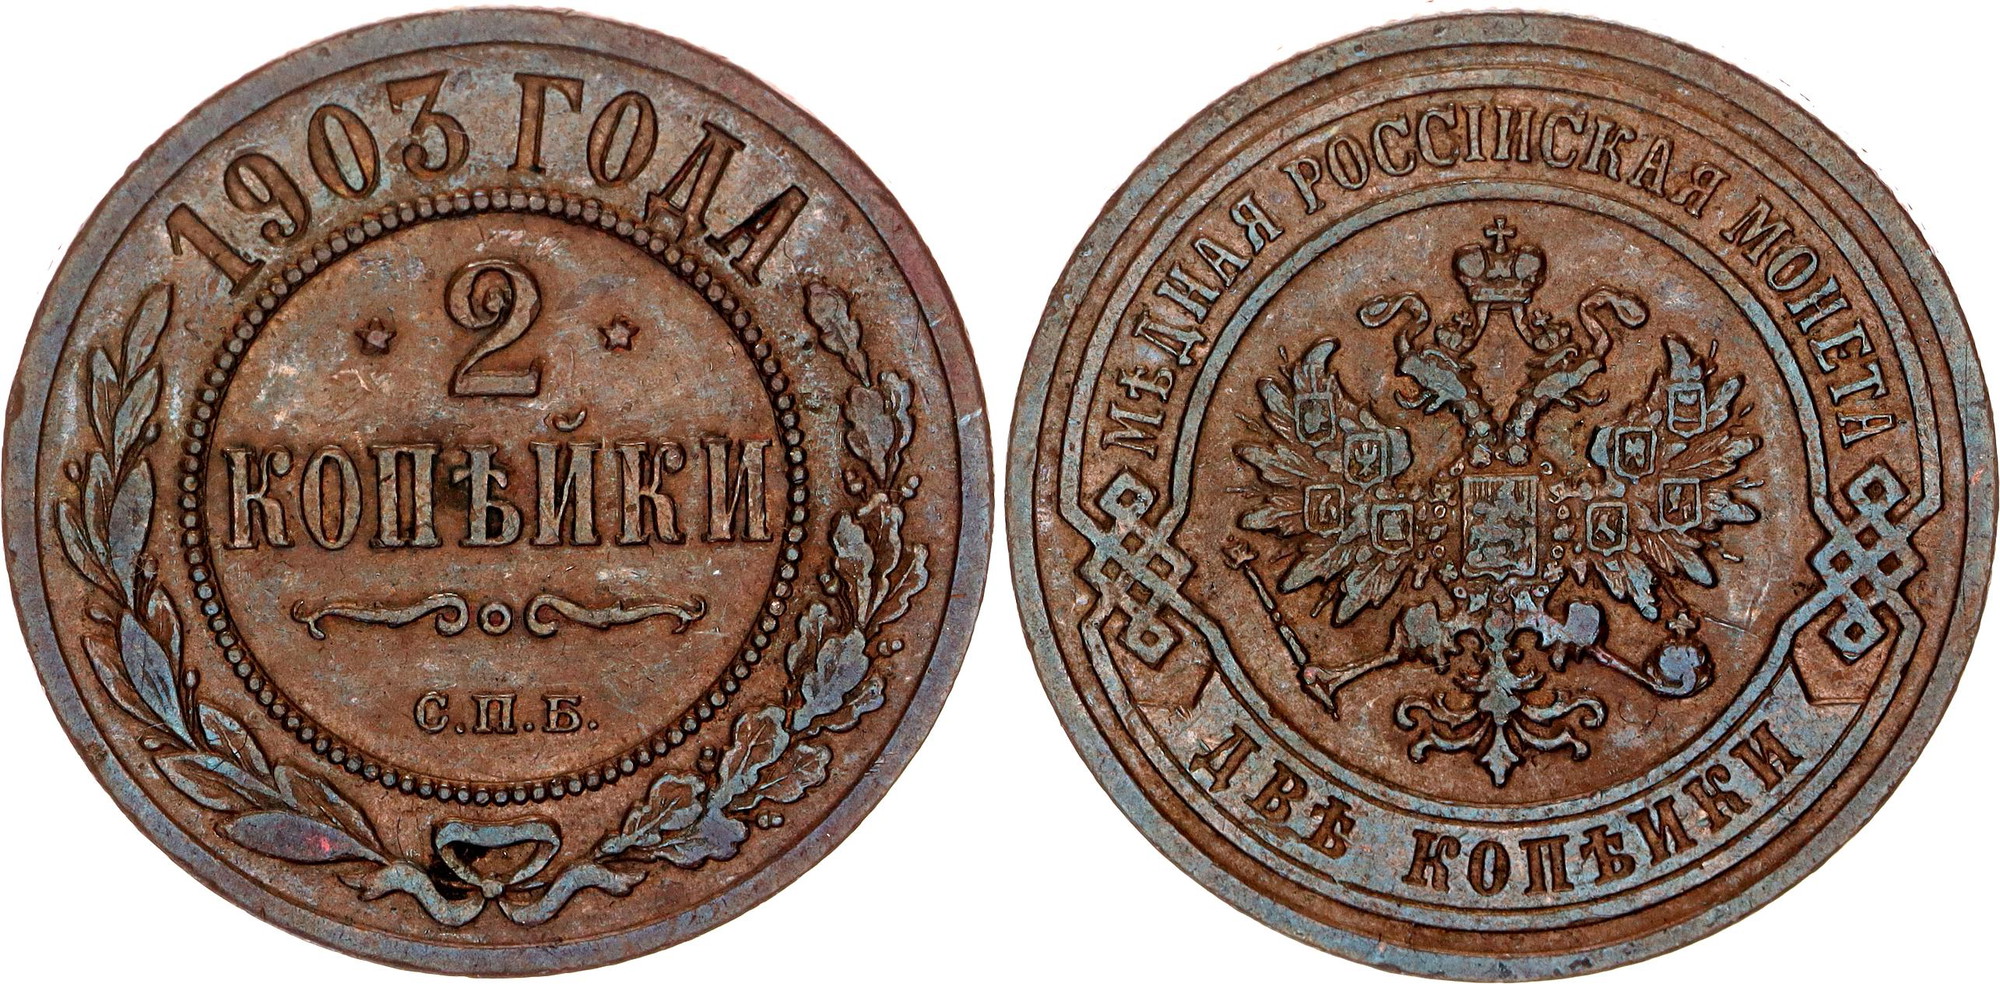 1903 ГОДА
2
КОПѢЙКИ
С.П.Б.
МѢДНАЯ РОССІЙСКАЯ МОНЕТА
ДВѢ КОПѢЙКИ